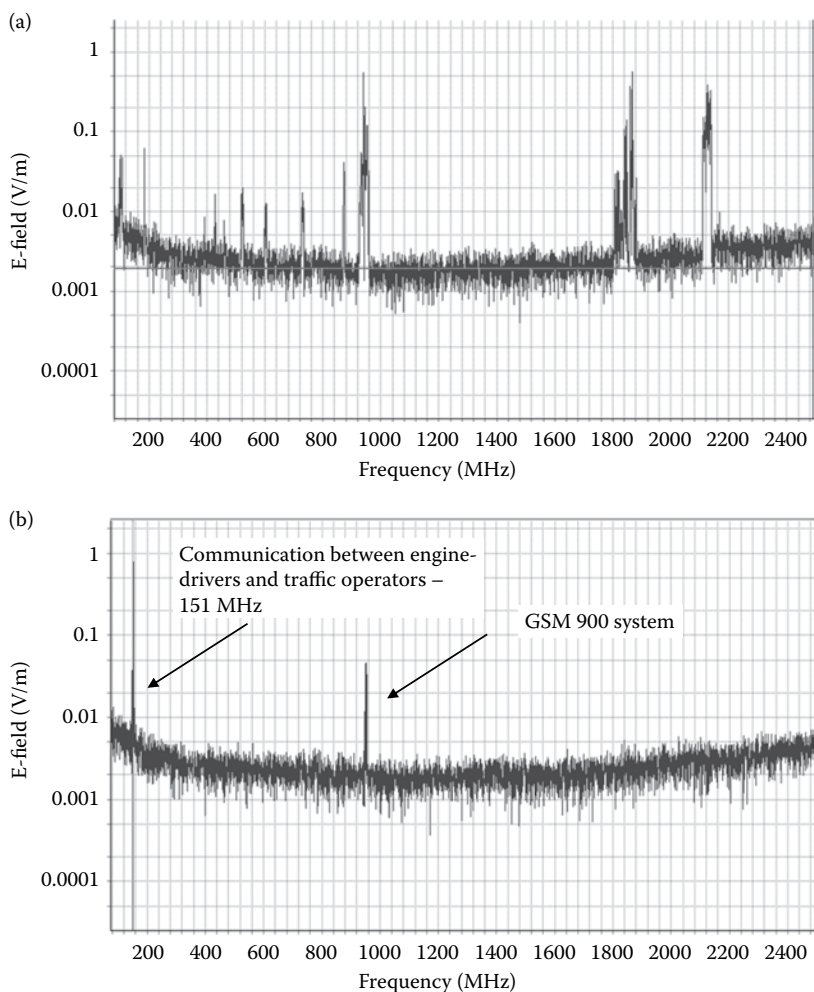 (a)
1
0.1
0.01
0.001
0.0001
E-field (V/m)
200 400 600 800 1000 1200 1400 1600 1800 2000 2200 2400
Frequency (MHz)
(b)
1
0.1
0.01
0.001
0.0001
E-field (V/m)
Communication between engine-
drivers and traffic operators –
151 MHz
GSM 900 system
200 400 600 800 1000 1200 1400 1600 1800 2000 2200 2400
Frequency (MHz)